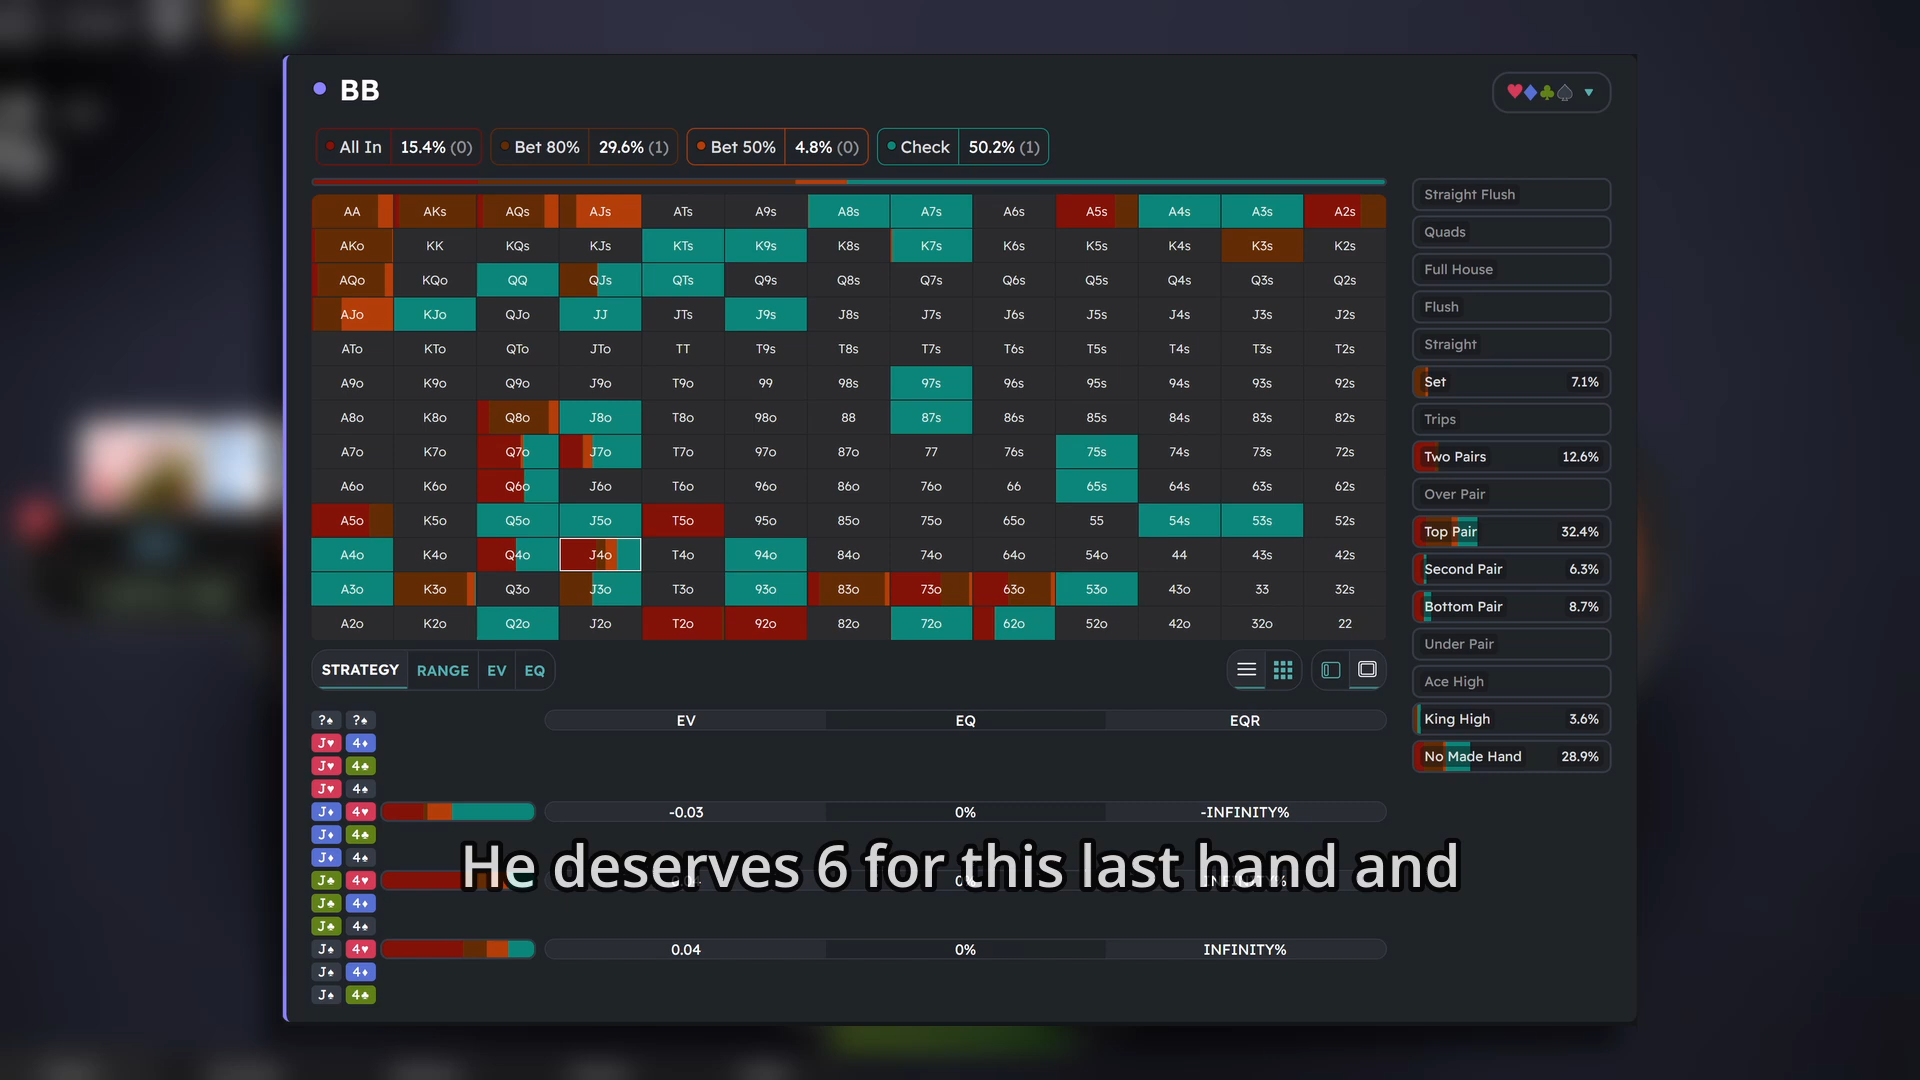 BB
All In 15.4% (0) Bet 80% 29.6% (1) Bet 50% 4.8% (0) Check 50.2% (1)
AA AKs AQs AJs ATs A9s A8s A7s A6s A5s A4s A3s A2s
AKo KK KQs KJs KTs K9s K8s K7s K6s K5s K4s K3s K2s
AQo KQo QQ QJs QTs Q9s Q8s Q7s Q6s Q5s Q4s Q3s Q2s
AJo KJo QJo JJ JTs J9s J8s J7s J6s J5s J4s J3s J2s
ATo KTo QTo JTo TT T9s T8s T7s T6s T5s T4s T3s T2s
A9o K9o Q9o J9o T9o 99 98s 97s 96s 95s 94s 93s 92s
A8o K8o Q8o J8o T8o 98o 88 87s 86s 85s 84s 83s 82s
A7o K7o Q7o J7o T7o 97o 87o 77 76s 75s 74s 73s 72s
A6o K6o Q6o J6o T6o 96o 86o 76o 66 65s 64s 63s 62s
A5o K5o Q5o J5o T5o 95o 85o 75o 65o 55 54s 53s 52s
A4o K4o Q4o J4o T4o 94o 84o 74o 64o 54o 44 43s 42s
A3o K3o Q3o J3o T3o 93o 83o 73o 63o 53o 43o 33 32s
A2o K2o Q2o J2o T2o 92o 82o 72o 62o 52o 42o 32o 22
Straight Flush
Quads
Full House
Flush
Straight
Set 7.1%
Trips
Two Pairs 12.6%
Over Pair
Top Pair 32.4%
Second Pair 6.3%
Bottom Pair 8.7%
Under Pair
Ace High
King High 3.6%
No Made Hand 28.9%
STRATEGY RANGE EV EQ
?♠ ?♠ EV EQ EQR
J♥ 4♦
J♥ 4♣
J♥ 4♠
J♦ 4♥ -0.03 0% -INFINITY%
J♦ 4♣
J♦ 4♠
He deserves 6 for this last hand and
J♣ 4♥
J♣ 4♦
J♣ 4♠
J♠ 4♥ 0.04 0% INFINITY%
J♠ 4♦
J♠ 4♣